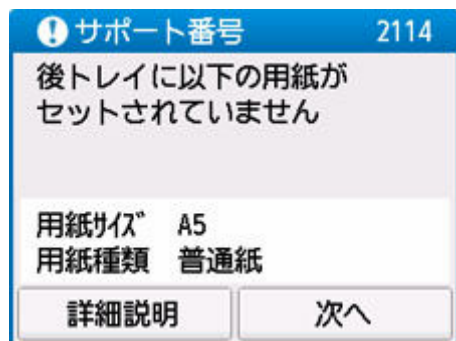 サポート番号 2114
後トレイに以下の用紙が
セットされていません
用紙ｻｲｽﾞ A5
用紙種類 普通紙
詳細説明 次へ